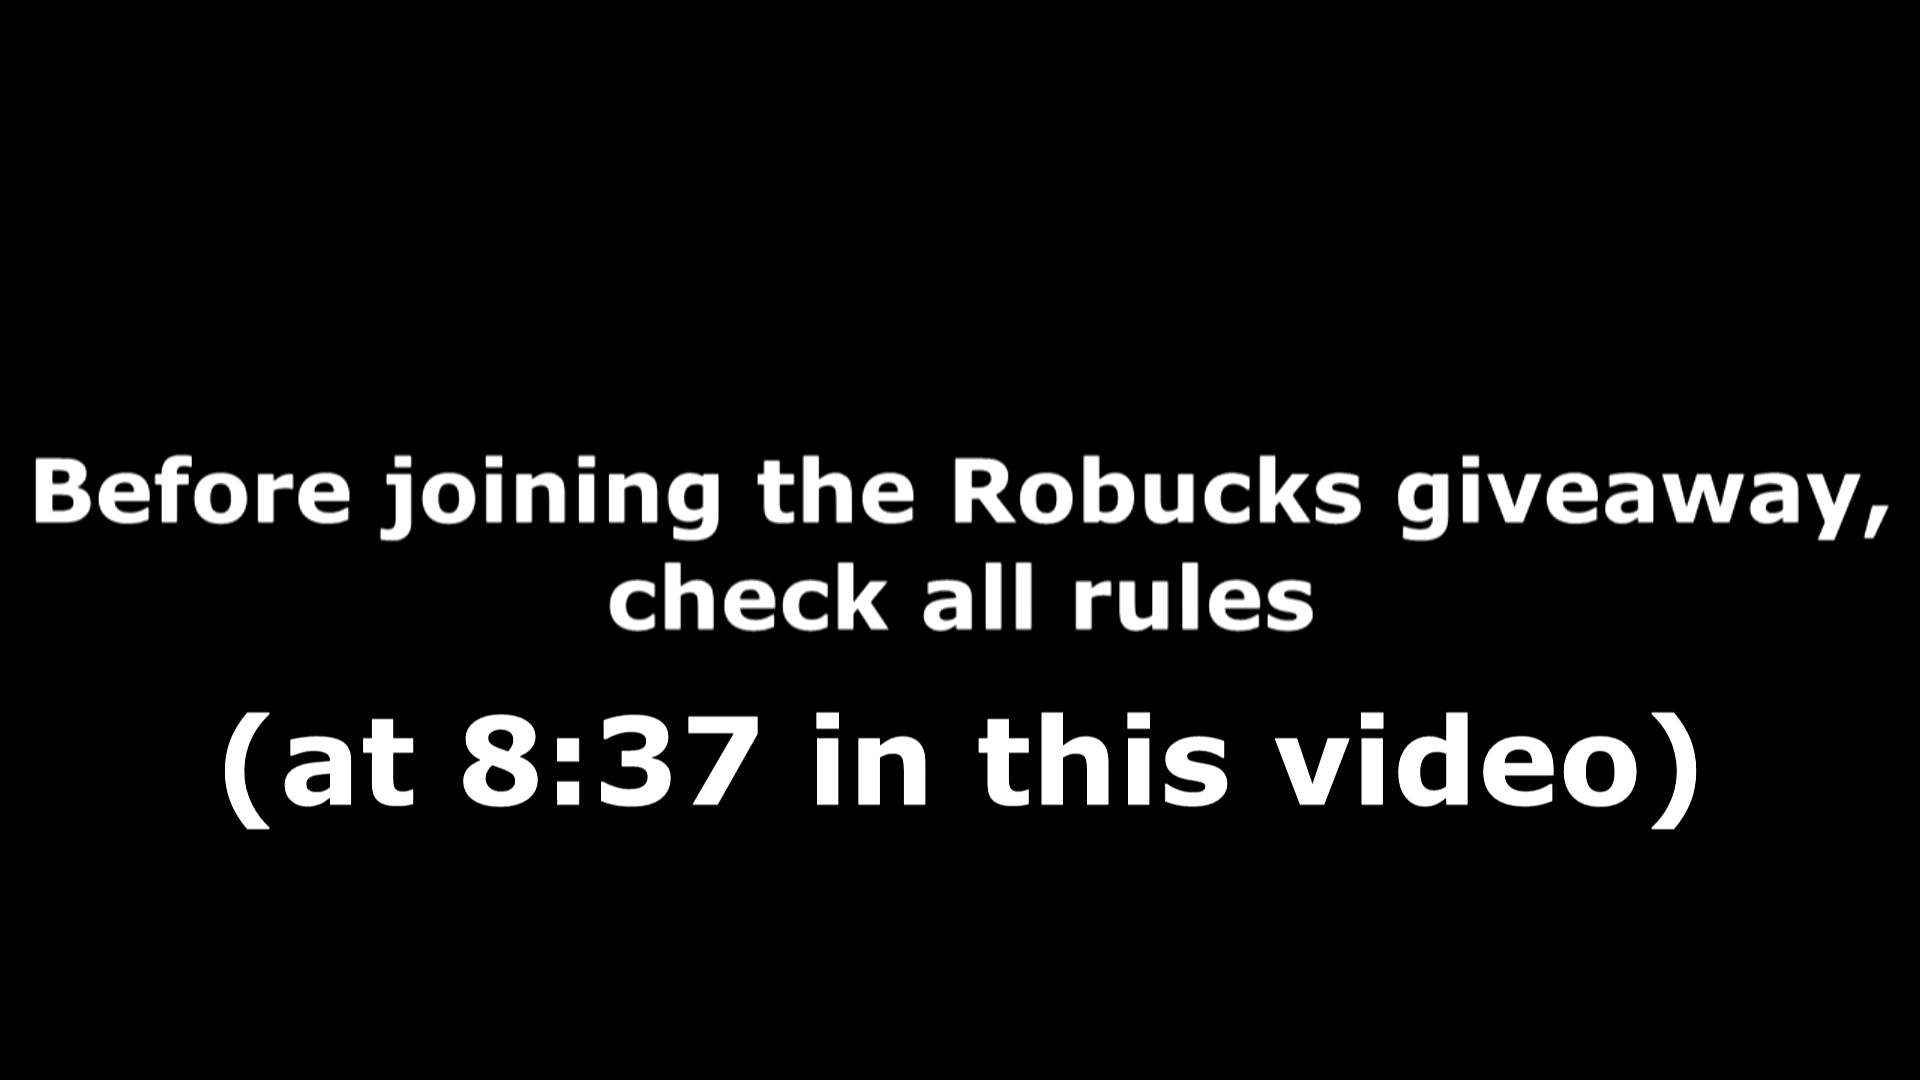 Before joining the Robucks giveaway,
check all rules
(at 8:37 in this video)